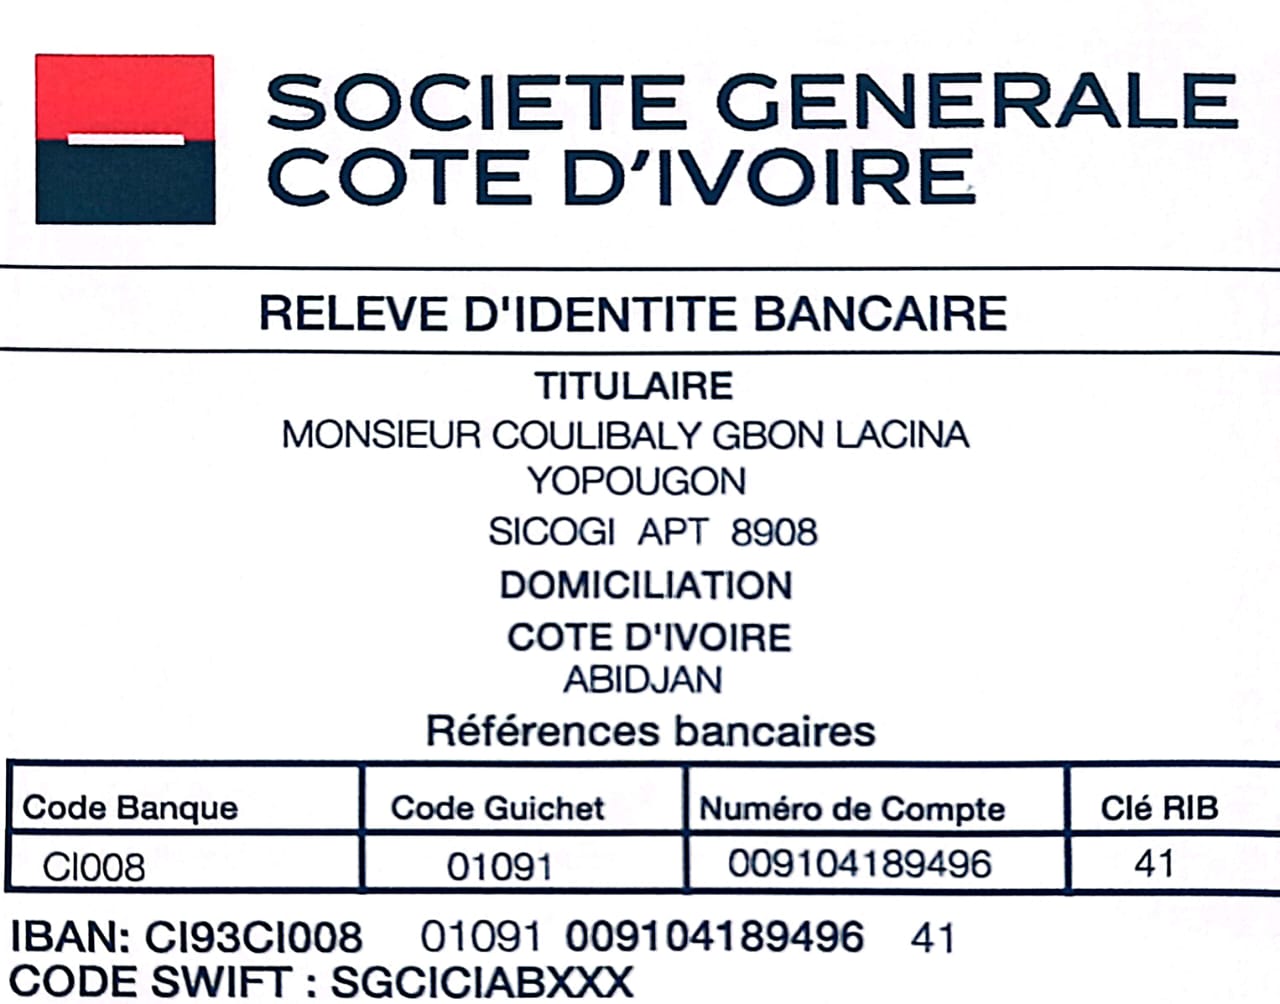 SOCIETE GENERALE
COTE D'IVOIRE
RELEVE D'IDENTITE BANCAIRE
TITULAIRE
MONSIEUR COULIBALY GBON LACINA
YOPOUGON
SICOGI APT 8908
DOMICILIATION
COTE D'IVOIRE
ABIDJAN
Références bancaires
Code Banque Code Guichet Numéro de Compte Clé RIB
CI008 01091 009104189496 41
IBAN: CI93CI008 01091 009104189496 41
CODE SWIFT : SGCICIABXXX